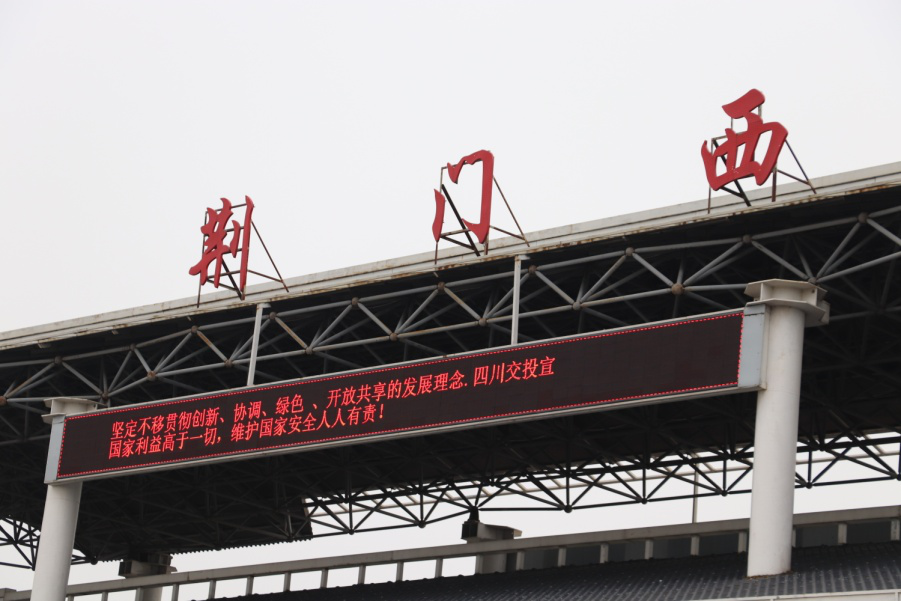 荆门西
坚定不移贯彻创新、协调、绿色、开放共享的发展理念.四川交投宣
国家利益高于一切，维护国家安全人人有责！